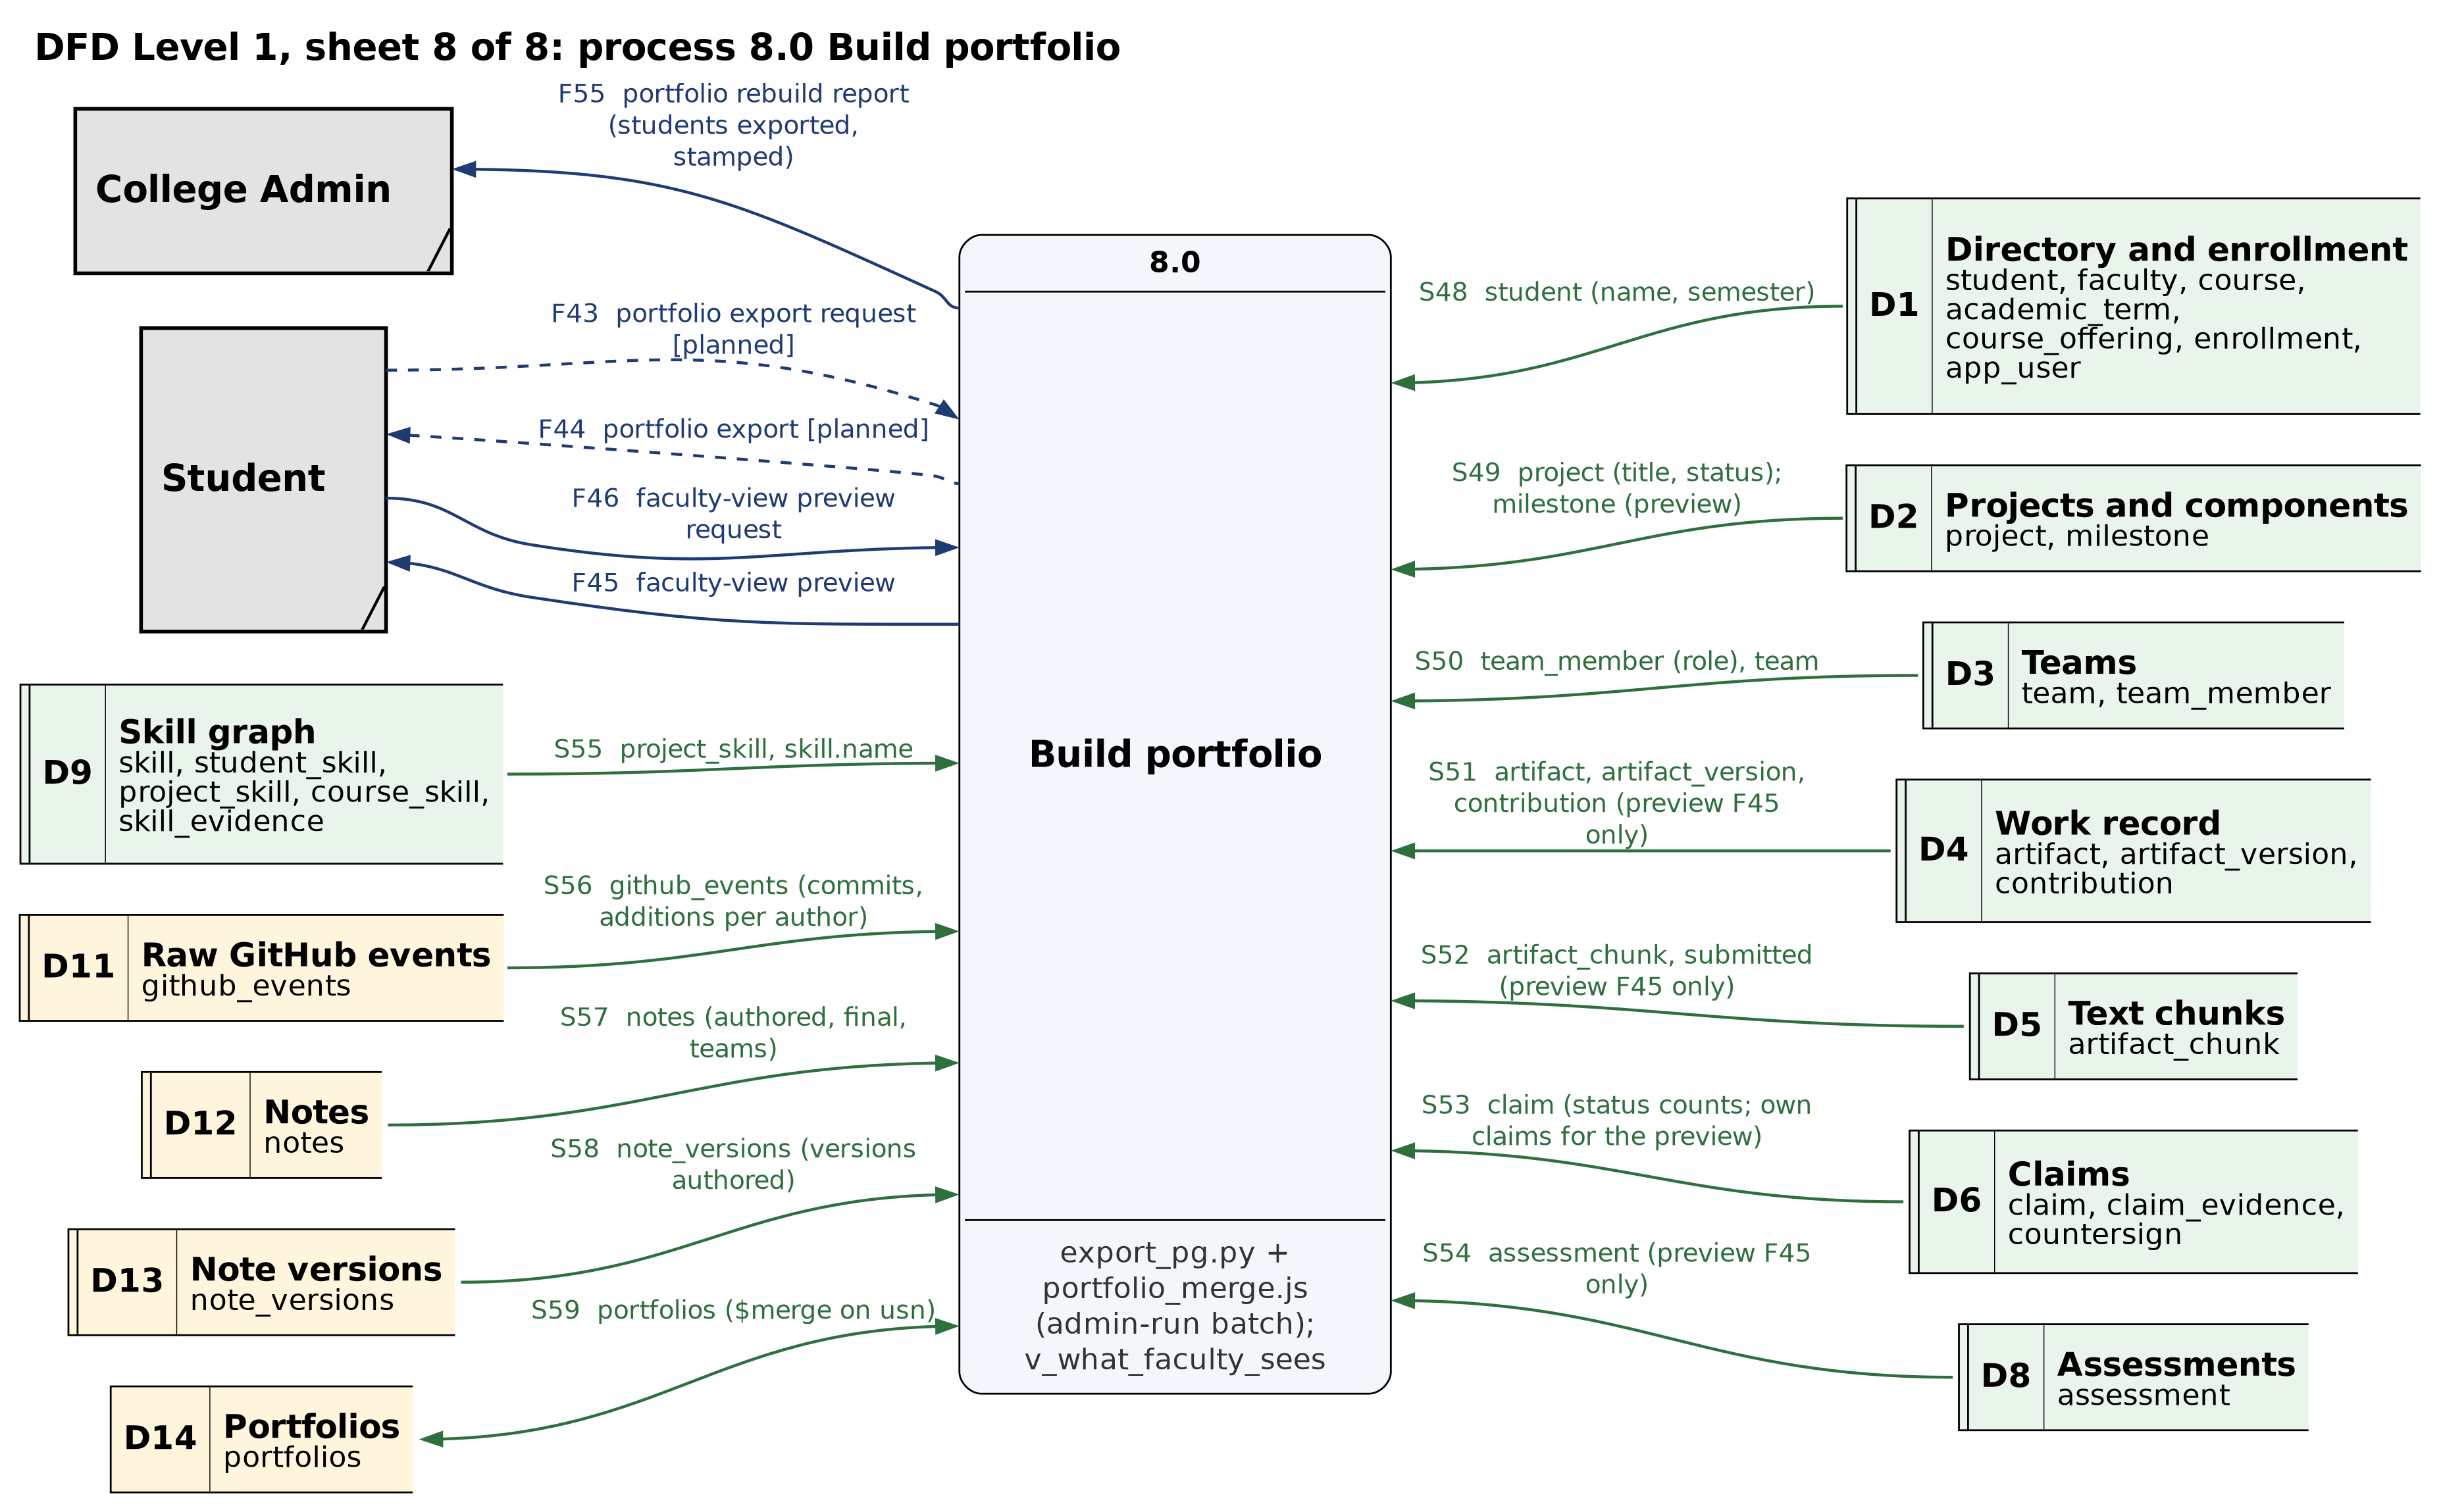 DFD Level 1, sheet 8 of 8: process 8.0 Build portfolio
College Admin
F55 portfolio rebuild report
(students exported,
stamped)
Student
F43 portfolio export request
[planned]
F44 portfolio export [planned]
F46 faculty-view preview
request
F45 faculty-view preview
D9
Skill graph
skill, student_skill,
project_skill, course_skill,
skill_evidence
S55 project_skill, skill.name
D11
Raw GitHub events
github_events
S56 github_events (commits,
additions per author)
D12
Notes
notes
S57 notes (authored, final,
teams)
D13
Note versions
note_versions
S58 note_versions (versions
authored)
D14
Portfolios
portfolios
S59 portfolios ($merge on usn)
8.0
Build portfolio
export_pg.py +
portfolio_merge.js
(admin-run batch);
v_what_faculty_sees
S48 student (name, semester)
D1
Directory and enrollment
student, faculty, course,
academic_term,
course_offering, enrollment,
app_user
S49 project (title, status);
milestone (preview)
D2
Projects and components
project, milestone
S50 team_member (role), team
D3
Teams
team, team_member
S51 artifact, artifact_version,
contribution (preview F45
only)
D4
Work record
artifact, artifact_version,
contribution
S52 artifact_chunk, submitted
(preview F45 only)
D5
Text chunks
artifact_chunk
S53 claim (status counts; own
claims for the preview)
D6
Claims
claim, claim_evidence,
countersign
S54 assessment (preview F45
only)
D8
Assessments
assessment